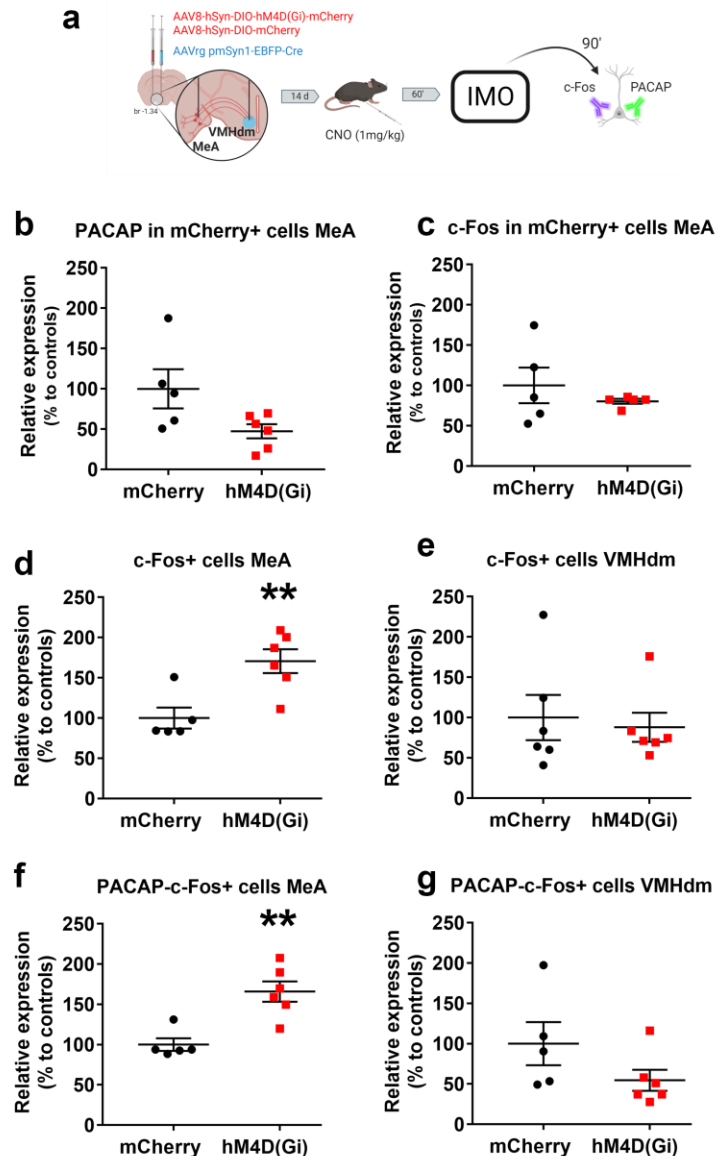 a
AAV8-hSyn-DIO-hM4D(Gi)-mCherry
AAV8-hSyn-DIO-mCherry
AAVrg pmSyn1-EBFP-Cre
br -1.34
VMHdm
MeA
14 d
CNO (1mg/kg)
60'
IMO
90'
c-Fos
PACAP
b
PACAP in mCherry+ cells MeA
Relative expression
(% to controls)
250
200
150
100
50
0
mCherry
hM4D(Gi)
c
c-Fos in mCherry+ cells MeA
Relative expression
(% to controls)
250
200
150
100
50
0
mCherry
hM4D(Gi)
d
c-Fos+ cells MeA
**
Relative expression
(% to controls)
250
200
150
100
50
0
mCherry
hM4D(Gi)
e
c-Fos+ cells VMHdm
Relative expression
(% to controls)
250
200
150
100
50
0
mCherry
hM4D(Gi)
f
PACAP-c-Fos+ cells MeA
**
Relative expression
(% to controls)
250
200
150
100
50
0
mCherry
hM4D(Gi)
g
PACAP-c-Fos+ cells VMHdm
Relative expression
(% to controls)
250
200
150
100
50
0
mCherry
hM4D(Gi)